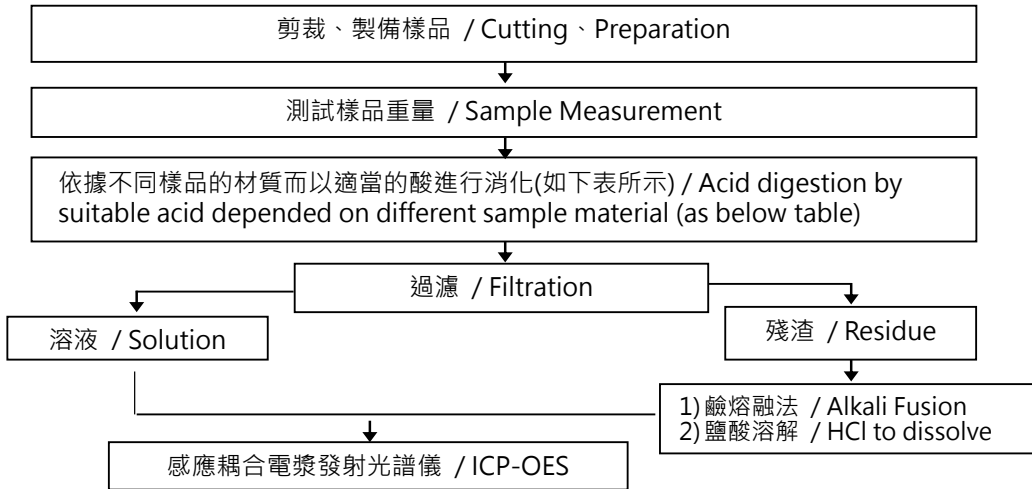 剪裁、製備樣品 / Cutting、Preparation
測試樣品重量 / Sample Measurement
依據不同樣品的材質而以適當的酸進行消化(如下表所示) / Acid digestion by
suitable acid depended on different sample material (as below table)
過濾 / Filtration
溶液 / Solution
殘渣 / Residue
1) 鹼熔融法 / Alkali Fusion
2) 鹽酸溶解 / HCl to dissolve
感應耦合電漿發射光譜儀 / ICP-OES